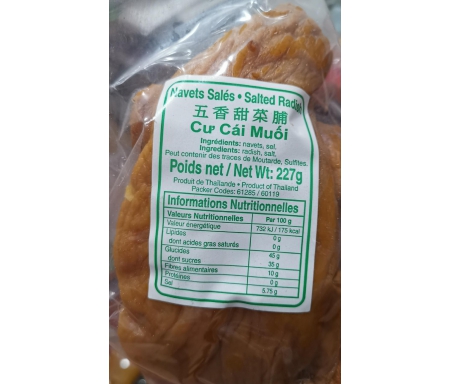 Navets Salés • Salted Radish
五香甜菜脯
Cư Cái Muối
Ingrédients: navets, sel.
Ingredients: radish, salt.
Peut contenir des traces de Moutarde, Sulfites.
Poids net / Net Wt: 227g
Produit de Thaïlande • Product of Thailand
Packer Codes: 61285 / 60119
Informations Nutritionnelles
Valeurs Nutritionnelles Par 100 g
Valeur énergétique 732 kJ / 175 kcal
Lipides 0 g
dont acides gras saturés 0 g
Glucides 45 g
dont sucres 35 g
Fibres alimentaires 10 g
Protéines 0 g
Sel 5.75 g